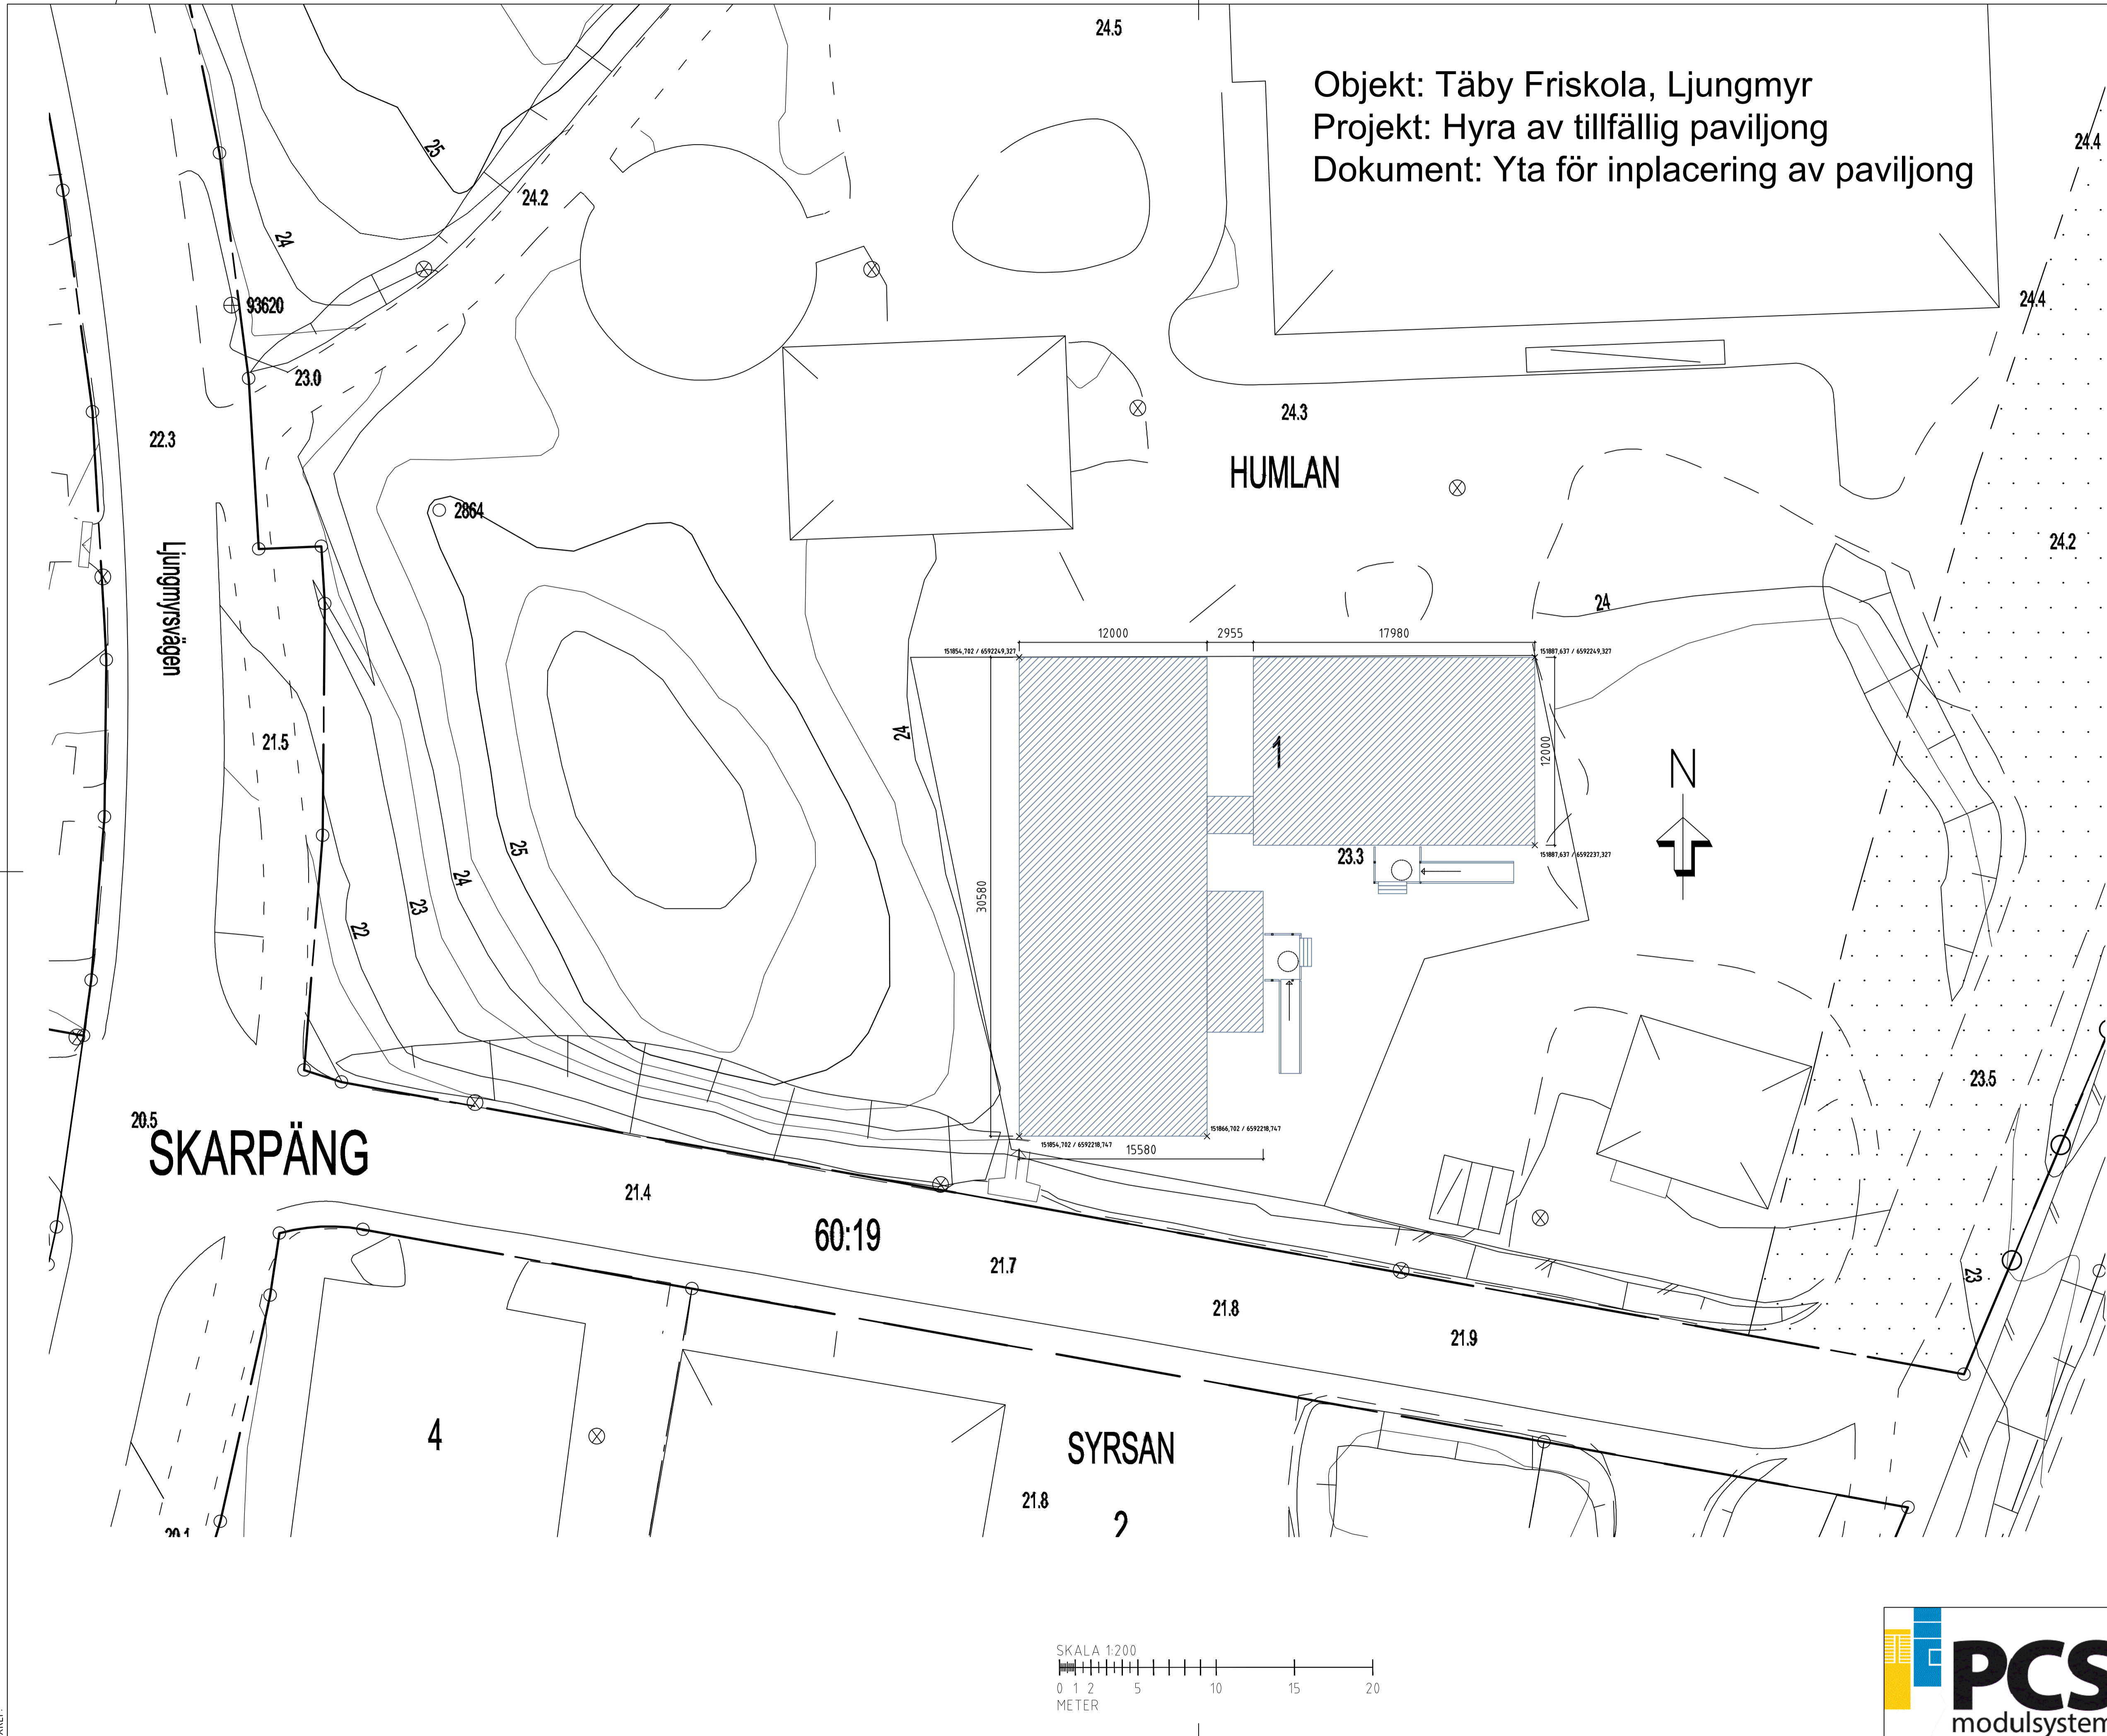 24.5
Objekt: Täby Friskola, Ljungmyr
Projekt: Hyra av tillfällig paviljong
Dokument: Yta för inplacering av paviljong
24.4
25
24.2
24
24.4
93620
23.0
24.3
22.3
HUMLAN
2864
24.2
Ljungmyrsvägen
24
12000
2955
17980
151854,702 / 6592249,327
151887,637 / 6592249,327
24
21.5
1
12000
N
25
23.3
151887,637 / 6592237,327
24
30580
23
22
23.5
20.5
151866,702 / 6592218,747
151854,702 / 6592218,747
15580
SKARPÄNG
21.4
60:19
21.7
23
21.8
21.9
4
SYRSAN
21.8
2
20.1
SKALA 1:200
0 1 2 5 10 15 20
METER
PCS
modulsystem